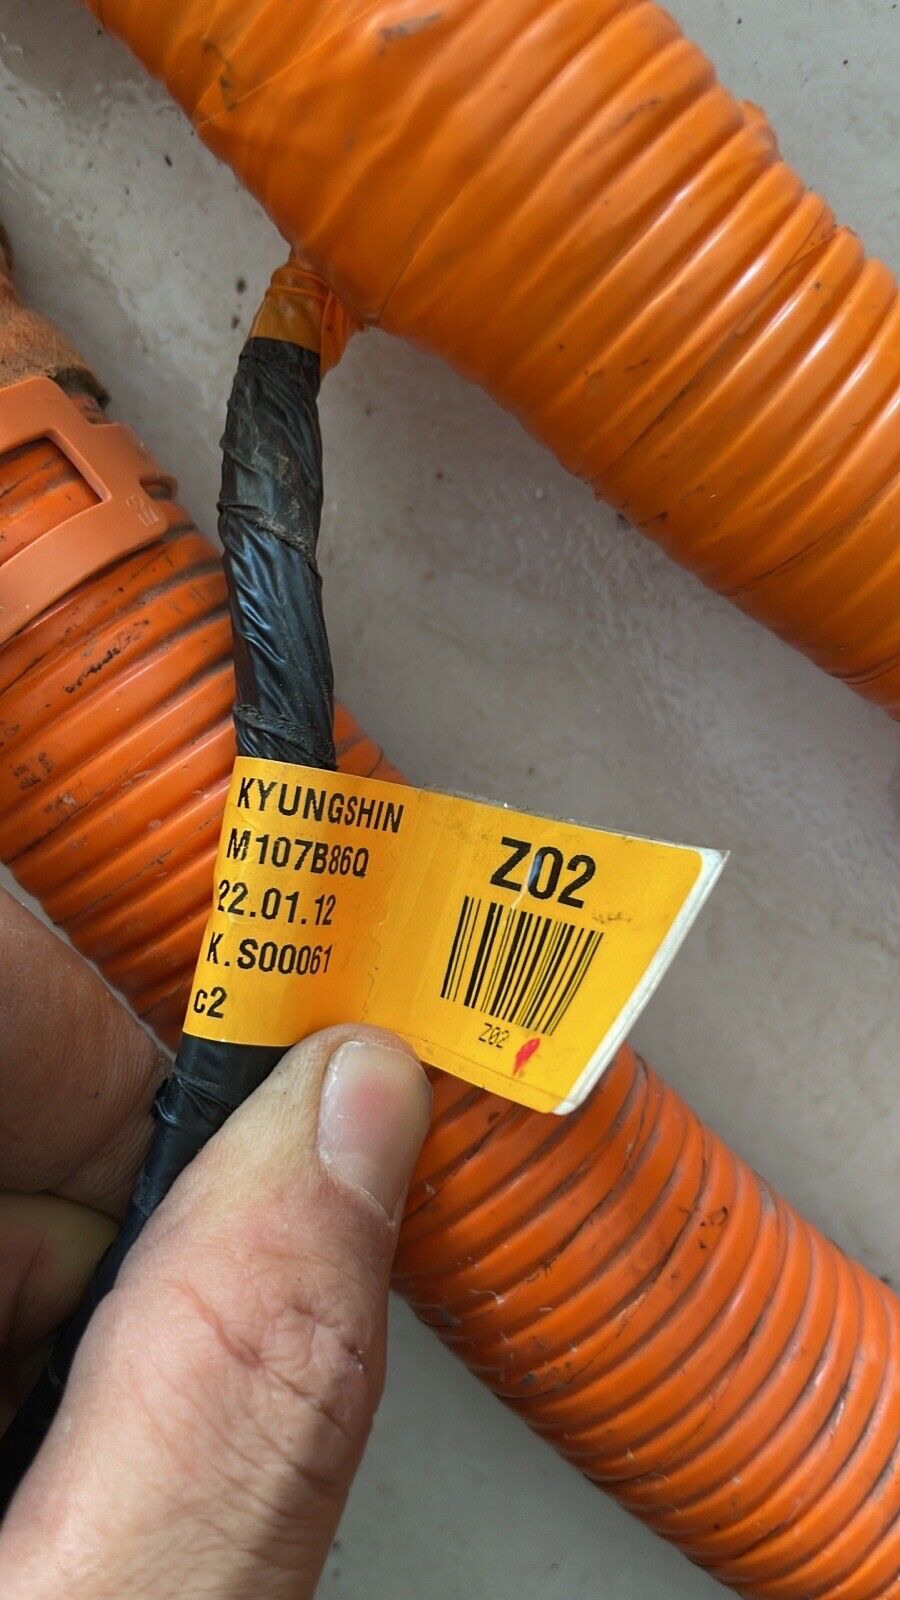 KYUNGSHIN
M107B86Q
22.01.12
K.S00061
c2
Z02
Z02